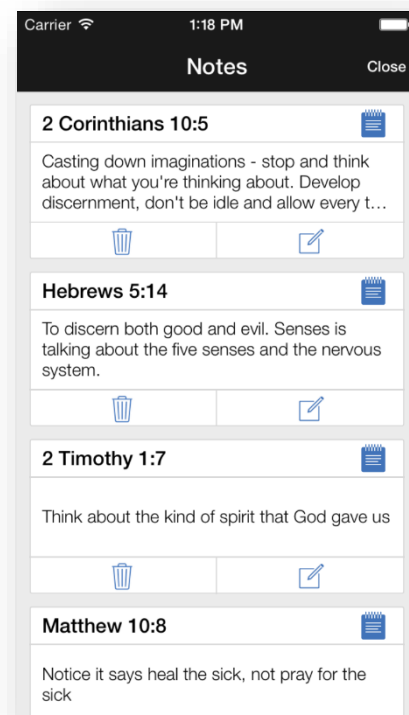 Carrier 1:18 PM
Notes Close
2 Corinthians 10:5
Casting down imaginations - stop and think
about what you're thinking about. Develop
discernment, don't be idle and allow every t...
Hebrews 5:14
To discern both good and evil. Senses is
talking about the five senses and the nervous
system.
2 Timothy 1:7
Think about the kind of spirit that God gave us
Matthew 10:8
Notice it says heal the sick, not pray for the
sick